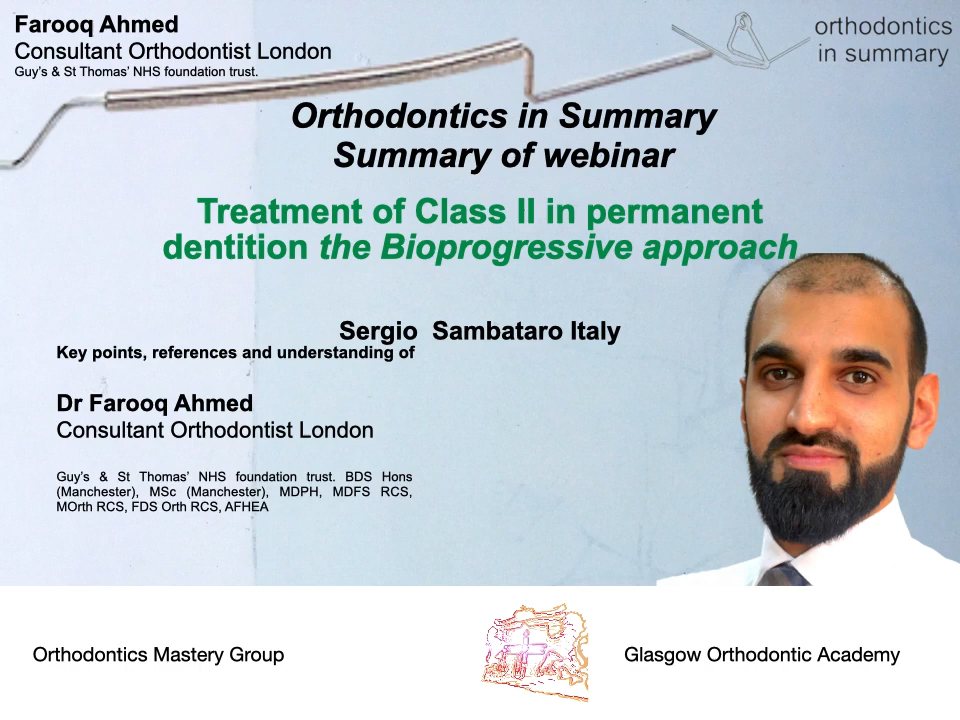 Farooq Ahmed
Consultant Orthodontist London
Guy's & St Thomas' NHS foundation trust.
orthodontics
in summary
Orthodontics in Summary
Summary of webinar
Treatment of Class II in permanent
dentition the Bioprogressive approach
Sergio Sambataro Italy
Key points, references and understanding of
Dr Farooq Ahmed
Consultant Orthodontist London
Guy's & St Thomas' NHS foundation trust. BDS Hons
(Manchester), MSc (Manchester), MDPH, MDFS RCS,
MOrth RCS, FDS Orth RCS, AFHEA
Orthodontics Mastery Group
Glasgow Orthodontic Academy